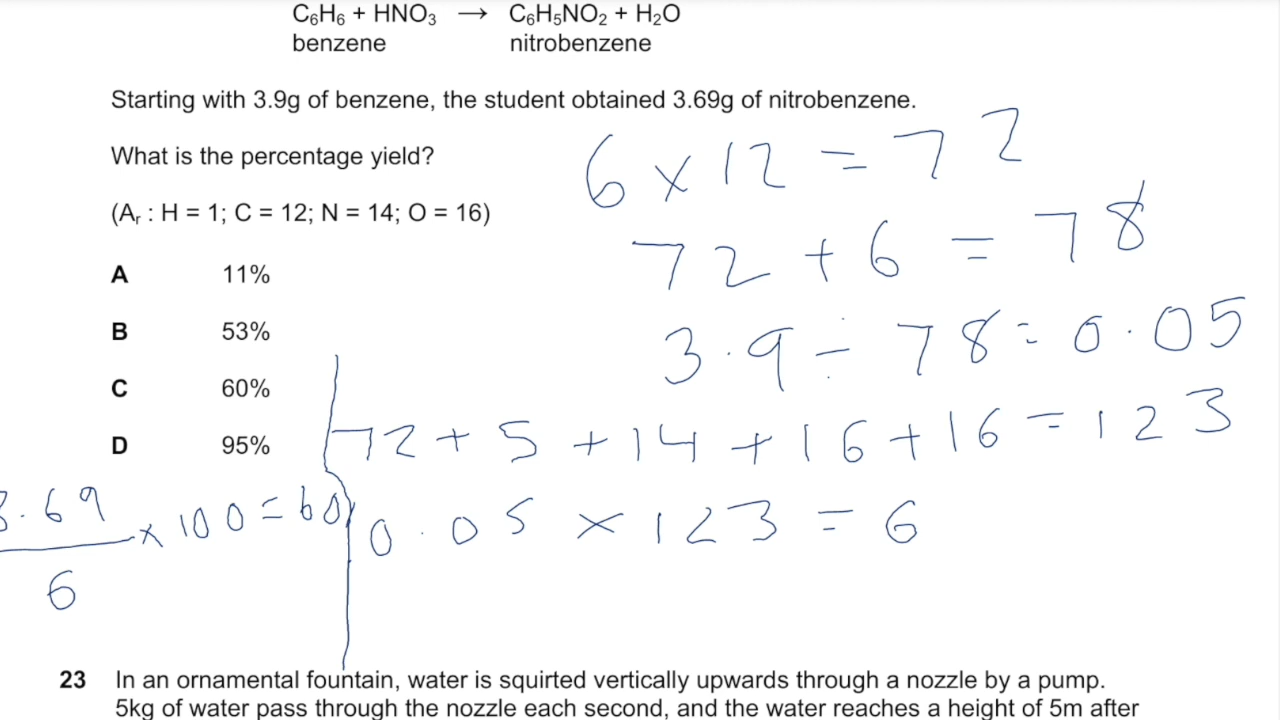 C₆H₆ + HNO₃ → C₆H₅NO₂ + H₂O
benzene nitrobenzene
Starting with 3.9g of benzene, the student obtained 3.69g of nitrobenzene.
What is the percentage yield?
(Aᵣ : H = 1; C = 12; N = 14; O = 16)
A 11%
B 53%
C 60%
D 95%
6 × 12 = 72
72 + 6 = 78
3.9 ÷ 78 = 0.05
72 + 5 + 14 + 16 + 16 = 123
0.05 × 123 = 6
3.69
6
× 100 = 60
23 In an ornamental fountain, water is squirted vertically upwards through a nozzle by a pump.
5kg of water pass through the nozzle each second, and the water reaches a height of 5m after